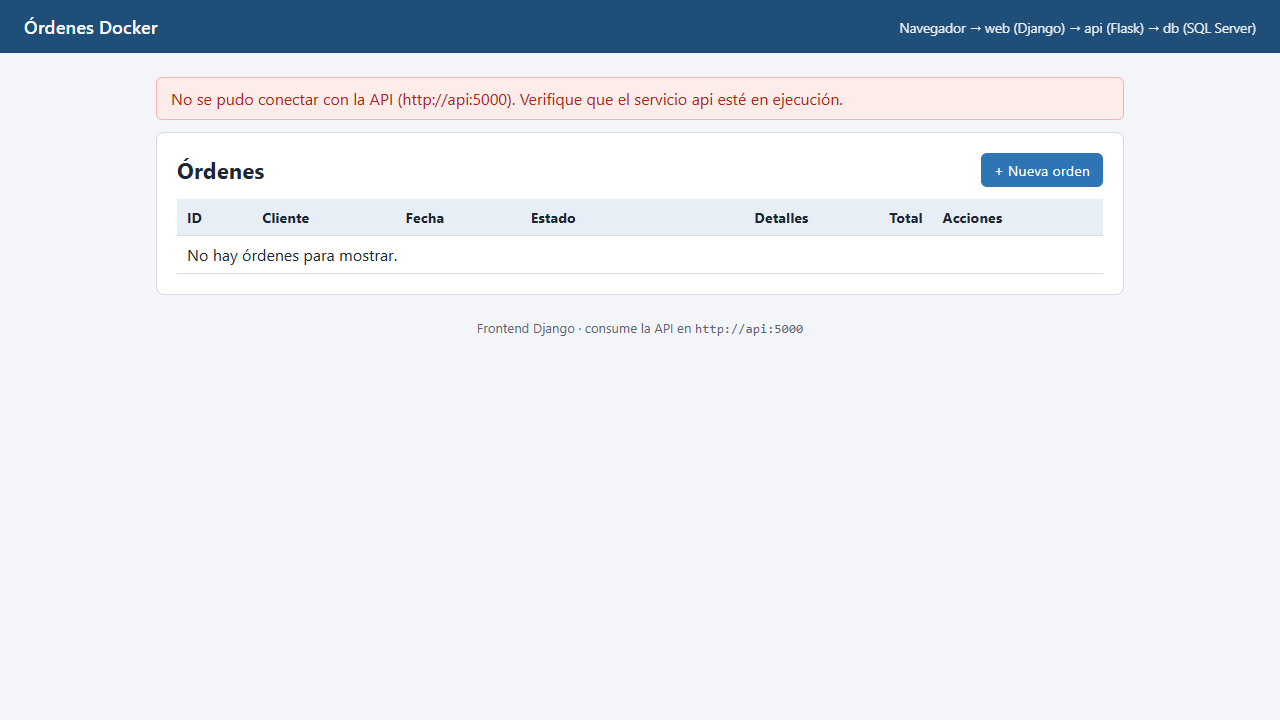 Órdenes Docker
Navegador → web (Django) → api (Flask) → db (SQL Server)
No se pudo conectar con la API (http://api:5000). Verifique que el servicio api esté en ejecución.
Órdenes
+ Nueva orden
ID Cliente Fecha Estado Detalles Total Acciones
No hay órdenes para mostrar.
Frontend Django · consume la API en http://api:5000